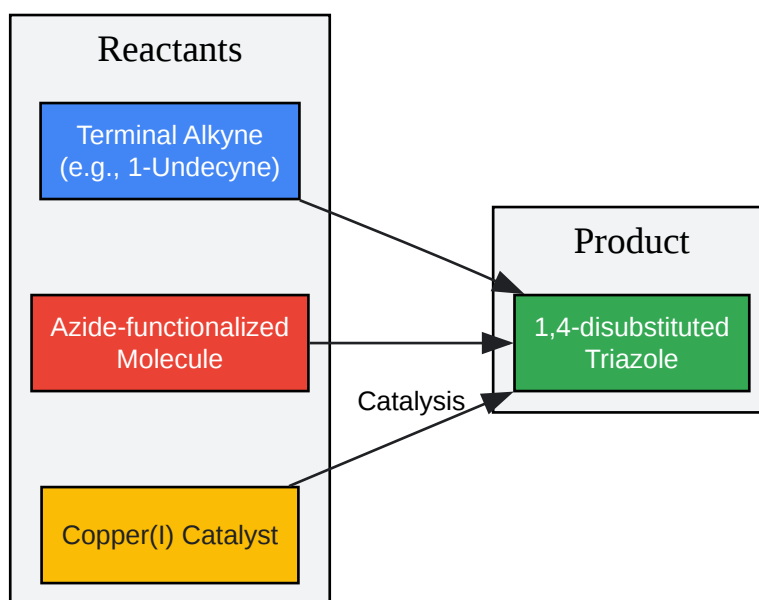 Reactants
Terminal Alkyne
(e.g., 1-Undecyne)
Azide-functionalized
Molecule
Copper(I) Catalyst
Catalysis
Product
1,4-disubstituted
Triazole